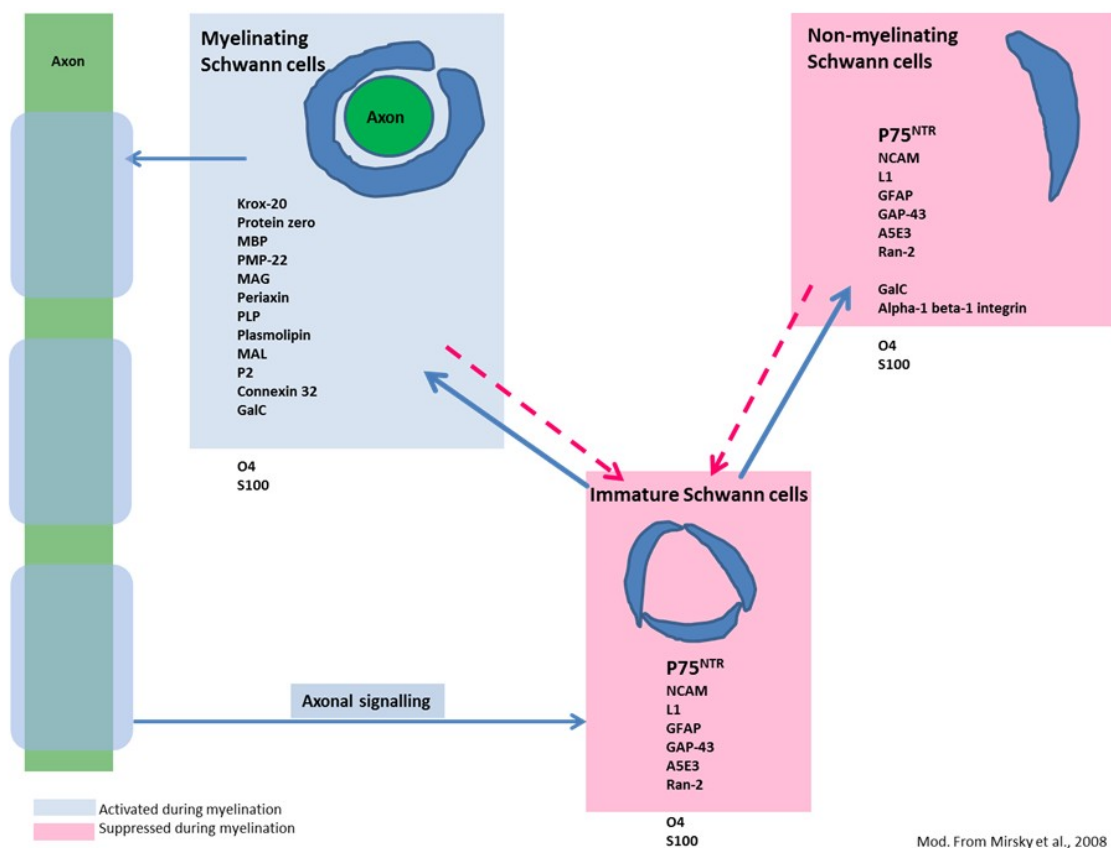 Axon
Myelinating
Schwann cells
Axon
Krox-20
Protein zero
MBP
PMP-22
MAG
Periaxin
PLP
Plasmolipin
MAL
P2
Connexin 32
GalC
O4
S100
Non-myelinating
Schwann cells
P75NTR
NCAM
L1
GFAP
GAP-43
A5E3
Ran-2
GalC
Alpha-1 beta-1 integrin
O4
S100
Immature Schwann cells
P75NTR
NCAM
L1
GFAP
GAP-43
A5E3
Ran-2
O4
S100
Axonal signalling
Activated during myelination
Suppressed during myelination
Mod. From Mirsky et al., 2008